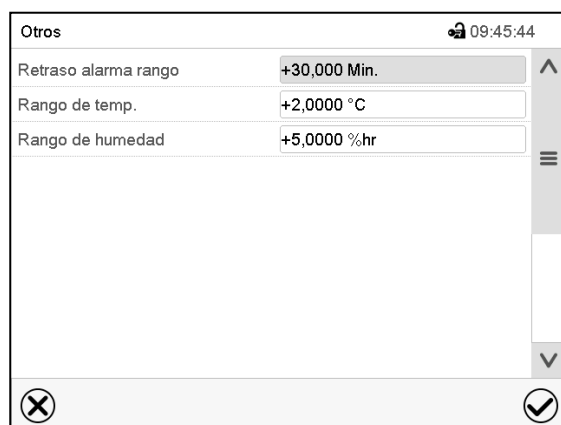 Otros 09:45:44
Retraso alarma rango +30,000 Min.
Rango de temp. +2,0000 °C
Rango de humedad +5,0000 %hr